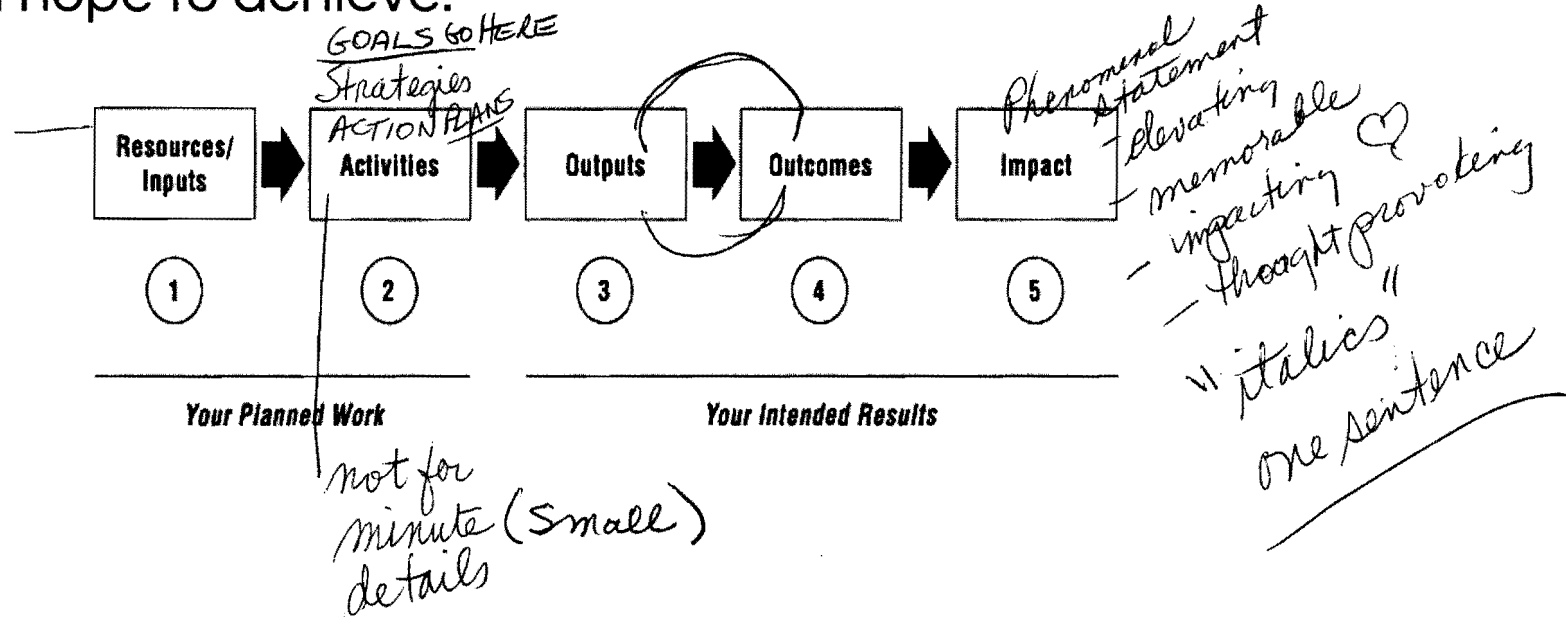 hope to achieve.
GOALS GO HERE
Strategies
ACTION PLANS
Phenomenal
statement
- elevating
- memorable
- impacting
- thought provoking
"italics"
one sentence
Resources/
Inputs
Activities
Outputs
Outcomes
Impact
1
2
3
4
5
Your Planned Work
Your Intended Results
not for
minute (small)
details